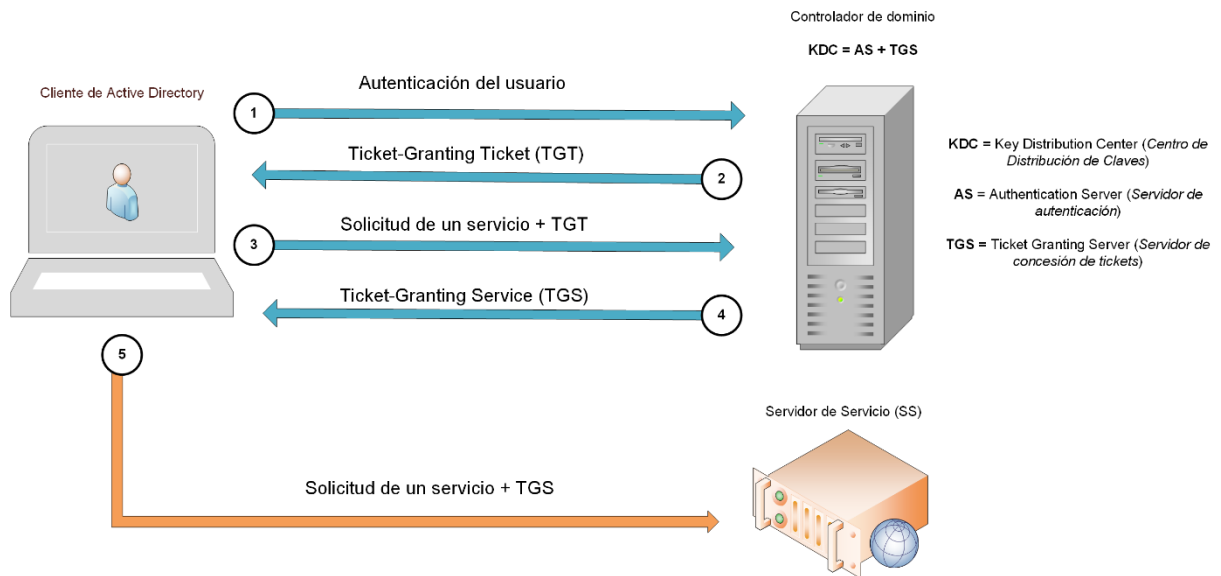 Controlador de dominio
KDC = AS + TGS
Cliente de Active Directory
1
Autenticación del usuario
Ticket-Granting Ticket (TGT)
2
3
Solicitud de un servicio + TGT
Ticket-Granting Service (TGS)
4
KDC = Key Distribution Center (Centro de
Distribución de Claves)
AS = Authentication Server (Servidor de
autenticación)
TGS = Ticket Granting Server (Servidor de
concesión de tickets)
5
Servidor de Servicio (SS)
Solicitud de un servicio + TGS